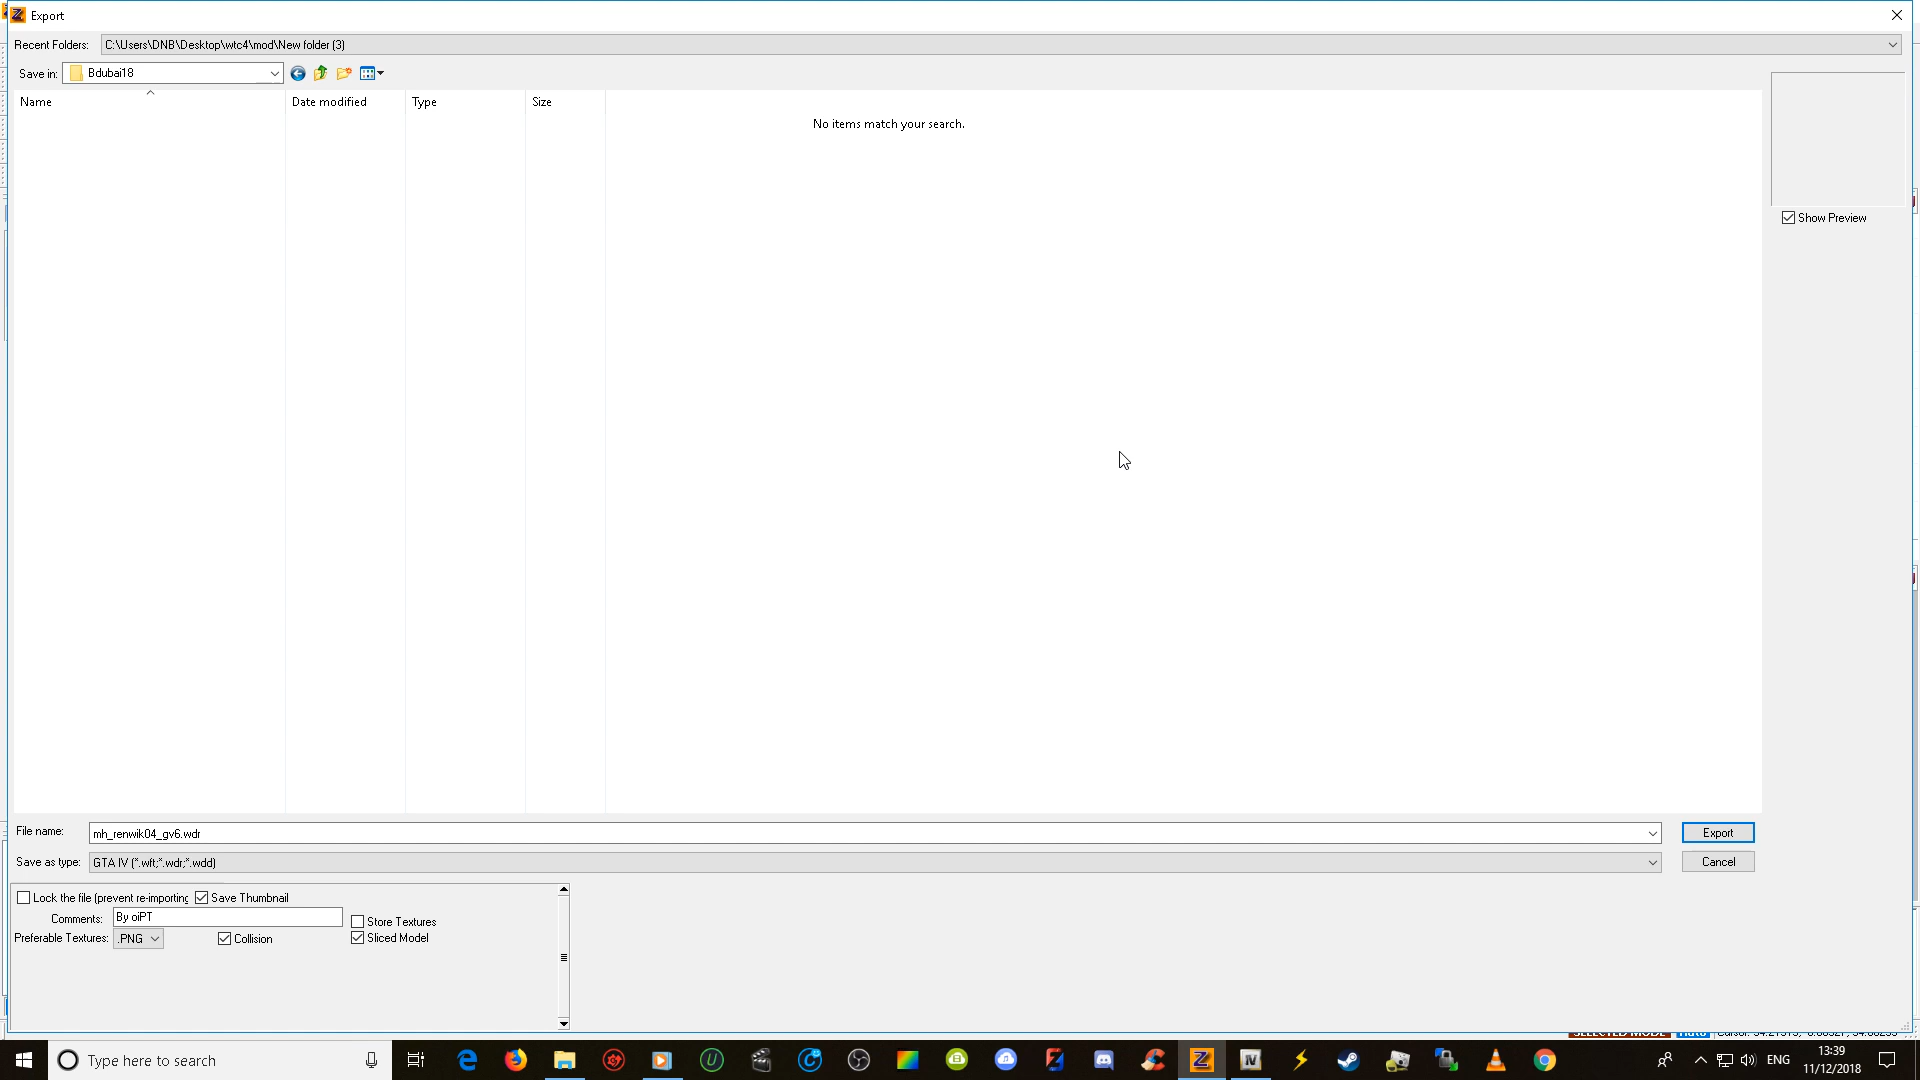 Export
Recent Folders: C:\Users\DNB\Desktop\wtc4\mod\New folder (3)
Save in: Bdubai18
Name Date modified Type Size
No items match your search.
Show Preview
File name: mh_renwik04_gv6.wdr Export
Save as type: GTA IV (*.wft;*.wdr;*.wdd) Cancel
Lock the file (prevent re-importing Save Thumbnail
Comments: By oiPT Store Textures
Preferable Textures: .PNG Collision Sliced Model
Type here to search
ENG
13:39
11/12/2018